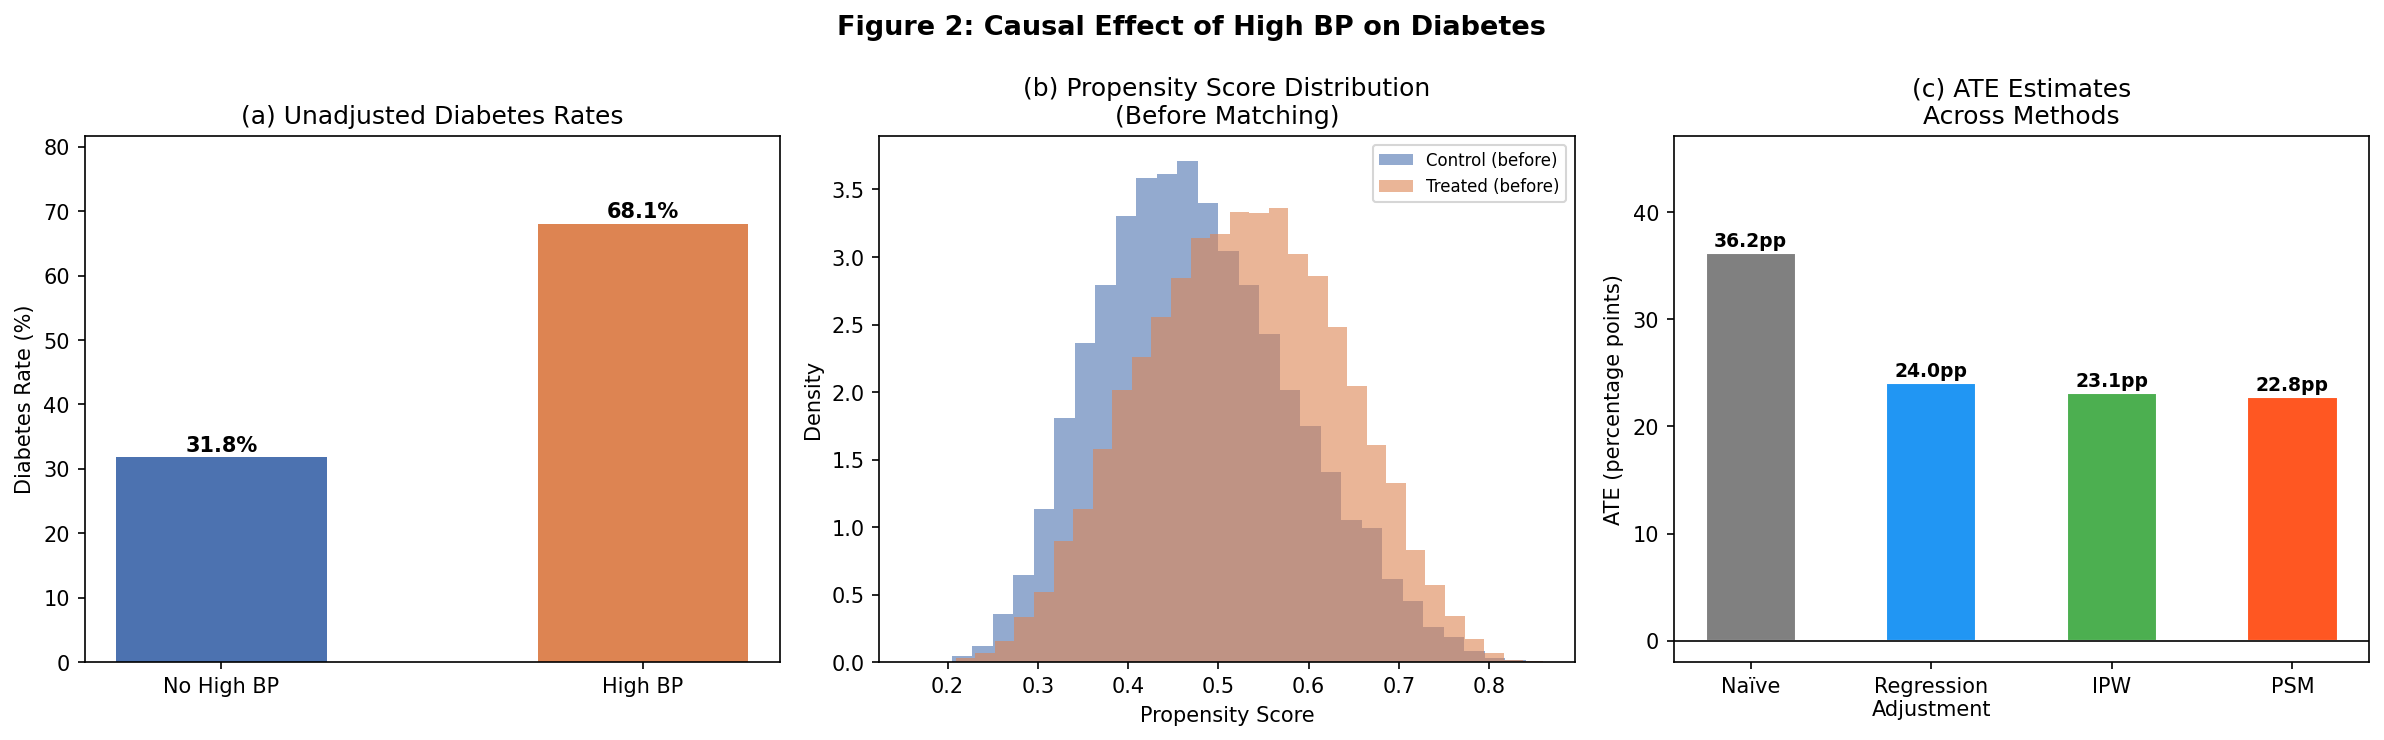 Figure 2: Causal Effect of High BP on Diabetes
(a) Unadjusted Diabetes Rates
Diabetes Rate (%)
80
70
60
50
40
30
20
10
0
31.8%
68.1%
No High BP
High BP
(b) Propensity Score Distribution
(Before Matching)
Control (before)
Treated (before)
Density
3.5
3.0
2.5
2.0
1.5
1.0
0.5
0.0
0.2
0.3
0.4
0.5
0.6
0.7
0.8
Propensity Score
(c) ATE Estimates
Across Methods
ATE (percentage points)
40
30
20
10
0
36.2pp
24.0pp
23.1pp
22.8pp
Naïve
Regression
Adjustment
IPW
PSM